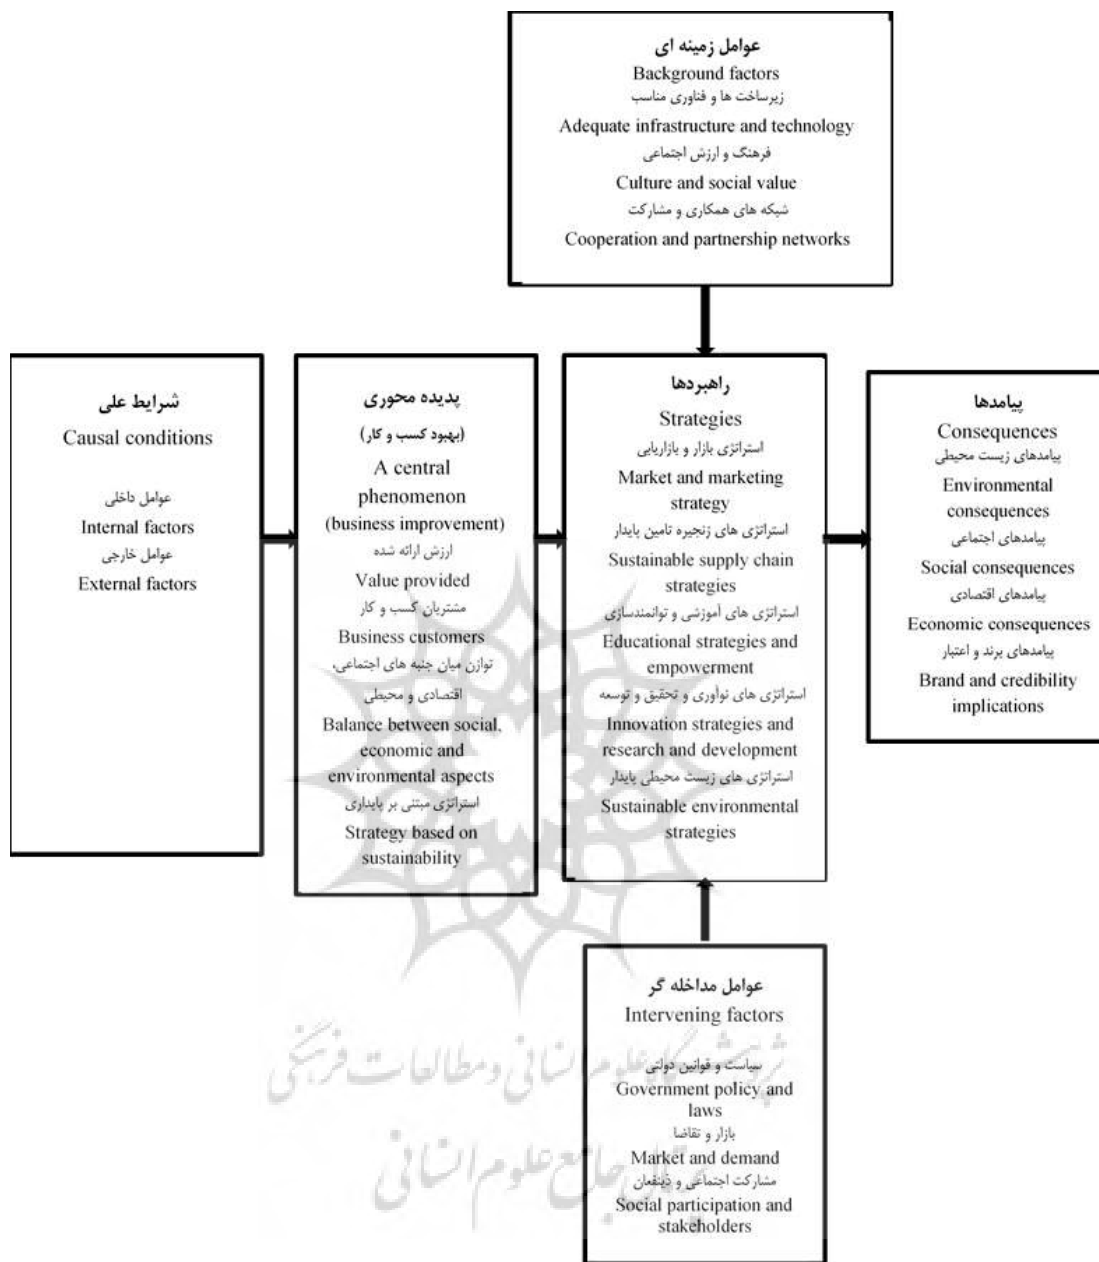 عوامل زمینه ای
Background factors
زیرساخت ها و فناوری مناسب
Adequate infrastructure and technology
فرهنگ و ارزش اجتماعی
Culture and social value
شبکه های همکاری و مشارکت
Cooperation and partnership networks
شرایط علی
Causal conditions
عوامل داخلی
Internal factors
عوامل خارجی
External factors
پدیده محوری
(بهبود کسب و کار)
A central
phenomenon
(business improvement)
ارزش ارائه شده
Value provided
مشتریان کسب و کار
Business customers
توازن میان جنبه های اجتماعی،
اقتصادی و محیطی
Balance between social,
economic and
environmental aspects
استراتژی مبتنی بر پایداری
Strategy based on
sustainability
راهبردها
Strategies
استراتژی بازار و بازاریابی
Market and marketing
strategy
استراتژی های زنجیره تامین پایدار
Sustainable supply chain
strategies
استراتژی های آموزشی و توانمندسازی
Educational strategies and
empowerment
استراتژی های نوآوری و تحقیق و توسعه
Innovation strategies and
research and development
استراتژی های زیست محیطی پایدار
Sustainable environmental
strategies
پیامدها
Consequences
پیامدهای زیست محیطی
Environmental
consequences
پیامدهای اجتماعی
Social consequences
پیامدهای اقتصادی
Economic consequences
پیامدهای برند و اعتبار
Brand and credibility
implications
عوامل مداخله گر
Intervening factors
سیاست و قوانین دولتی
Government policy and
laws
بازار و تقاضا
Market and demand
مشارکت اجتماعی و ذینفعان
Social participation and
stakeholders
پژوهشگاه علوم انسانی و مطالعات فرهنگی
پرتال جامع علوم انسانی